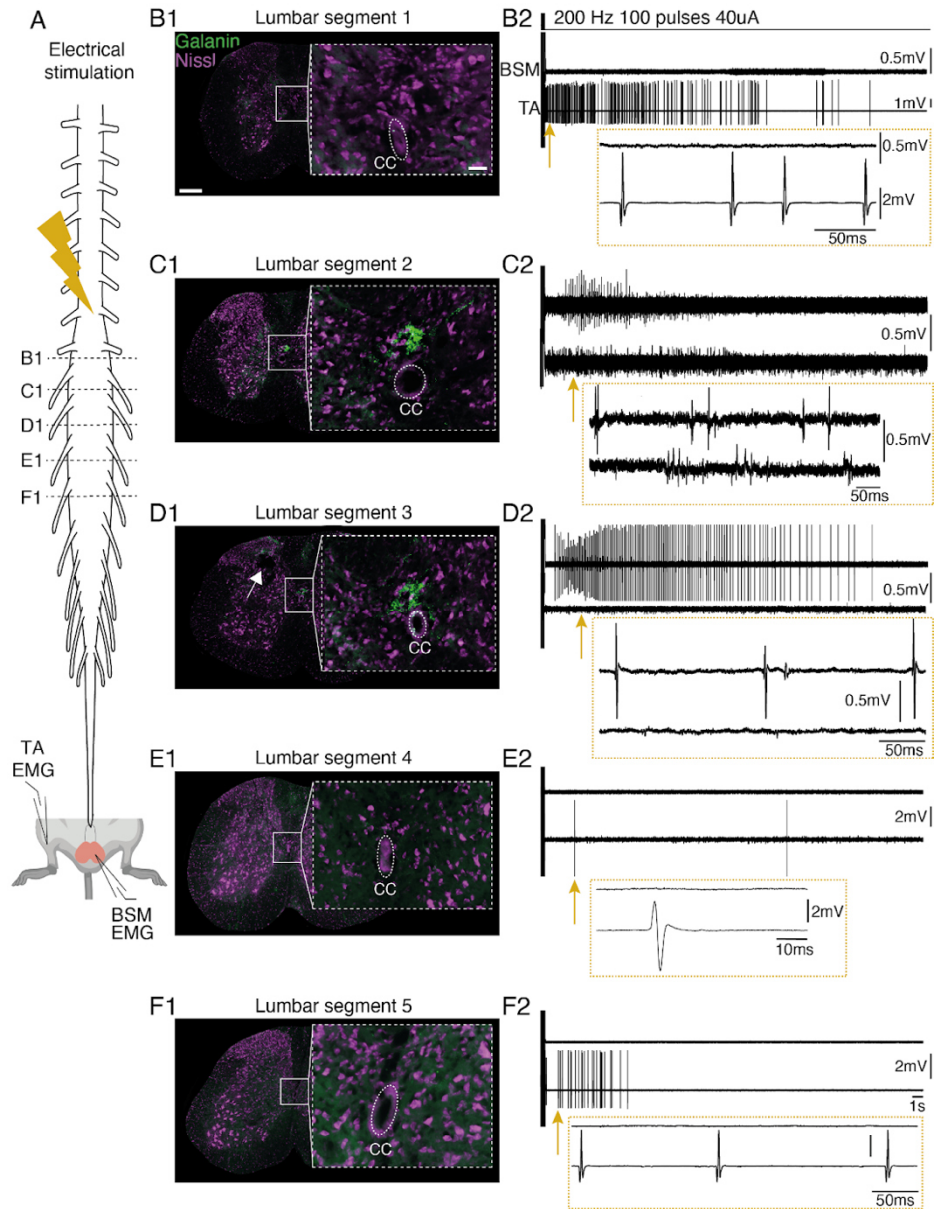 A
Electrical
stimulation
B1
C1
D1
E1
F1
TA
EMG
BSM
EMG
B1 Lumbar segment 1
Galanin
Nissl
CC
B2 200 Hz 100 pulses 40uA
BSM
0.5mV
TA
1mV
0.5mV
2mV
50ms
C1 Lumbar segment 2
CC
C2
0.5mV
0.5mV
50ms
D1 Lumbar segment 3
CC
D2
0.5mV
0.5mV
50ms
E1 Lumbar segment 4
CC
E2
2mV
2mV
10ms
F1 Lumbar segment 5
CC
F2
2mV
1s
50ms